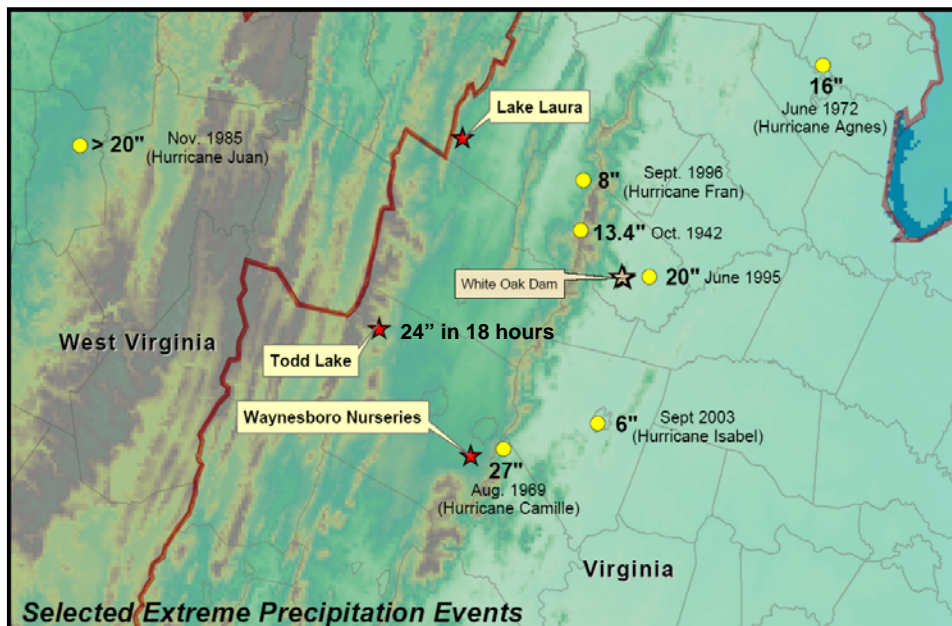 Lake Laura
16"
June 1972
(Hurricane Agnes)
> 20"
Nov. 1985
(Hurricane Juan)
8"
Sept. 1996
(Hurricane Fran)
13.4" Oct. 1942
White Oak Dam
20" June 1995
West Virginia
24” in 18 hours
Todd Lake
Waynesboro Nurseries
6"
Sept 2003
(Hurricane Isabel)
27"
Aug. 1969
(Hurricane Camille)
Virginia
Selected Extreme Precipitation Events